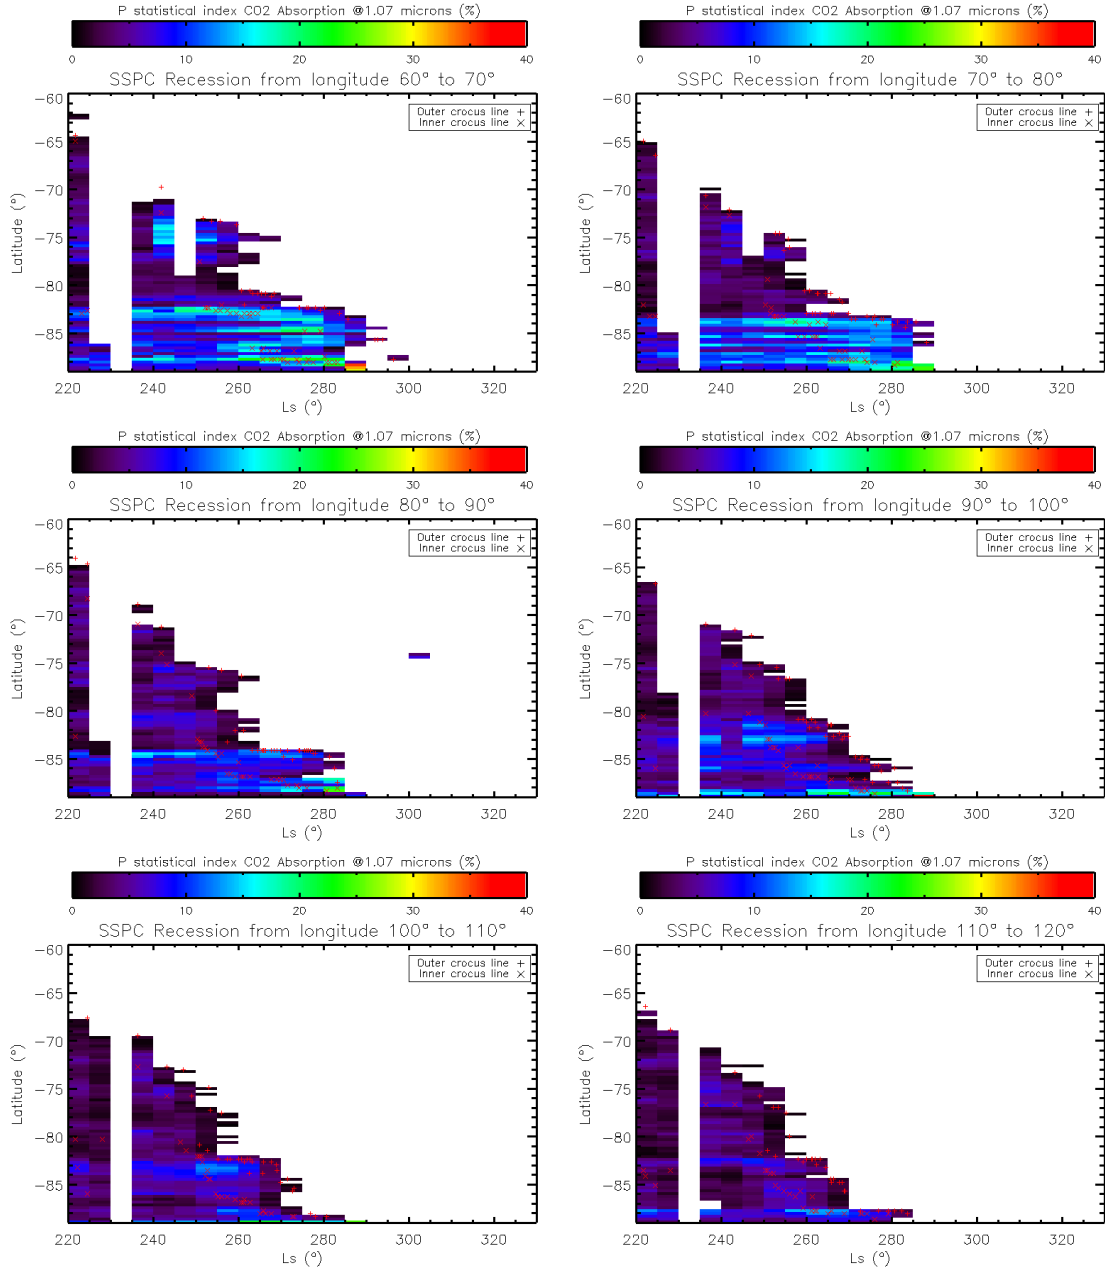 P statistical index CO2 Absorption @1.07 microns (%)
0 10 20 30 40
SSPC Recession from longitude 60° to 70°
Outer crocus line +
Inner crocus line ×
Latitude (°)
-60
-65
-70
-75
-80
-85
220 240 260 280 300 320
Ls (°)
P statistical index CO2 Absorption @1.07 microns (%)
0 10 20 30 40
SSPC Recession from longitude 70° to 80°
Outer crocus line +
Inner crocus line ×
Latitude (°)
-60
-65
-70
-75
-80
-85
220 240 260 280 300 320
Ls (°)
P statistical index CO2 Absorption @1.07 microns (%)
0 10 20 30 40
SSPC Recession from longitude 80° to 90°
Outer crocus line +
Inner crocus line ×
Latitude (°)
-60
-65
-70
-75
-80
-85
220 240 260 280 300 320
Ls (°)
P statistical index CO2 Absorption @1.07 microns (%)
0 10 20 30 40
SSPC Recession from longitude 90° to 100°
Outer crocus line +
Inner crocus line ×
Latitude (°)
-60
-65
-70
-75
-80
-85
220 240 260 280 300 320
Ls (°)
P statistical index CO2 Absorption @1.07 microns (%)
0 10 20 30 40
SSPC Recession from longitude 100° to 110°
Outer crocus line +
Inner crocus line ×
Latitude (°)
-60
-65
-70
-75
-80
-85
220 240 260 280 300 320
Ls (°)
P statistical index CO2 Absorption @1.07 microns (%)
0 10 20 30 40
SSPC Recession from longitude 110° to 120°
Outer crocus line +
Inner crocus line ×
Latitude (°)
-60
-65
-70
-75
-80
-85
220 240 260 280 300 320
Ls (°)